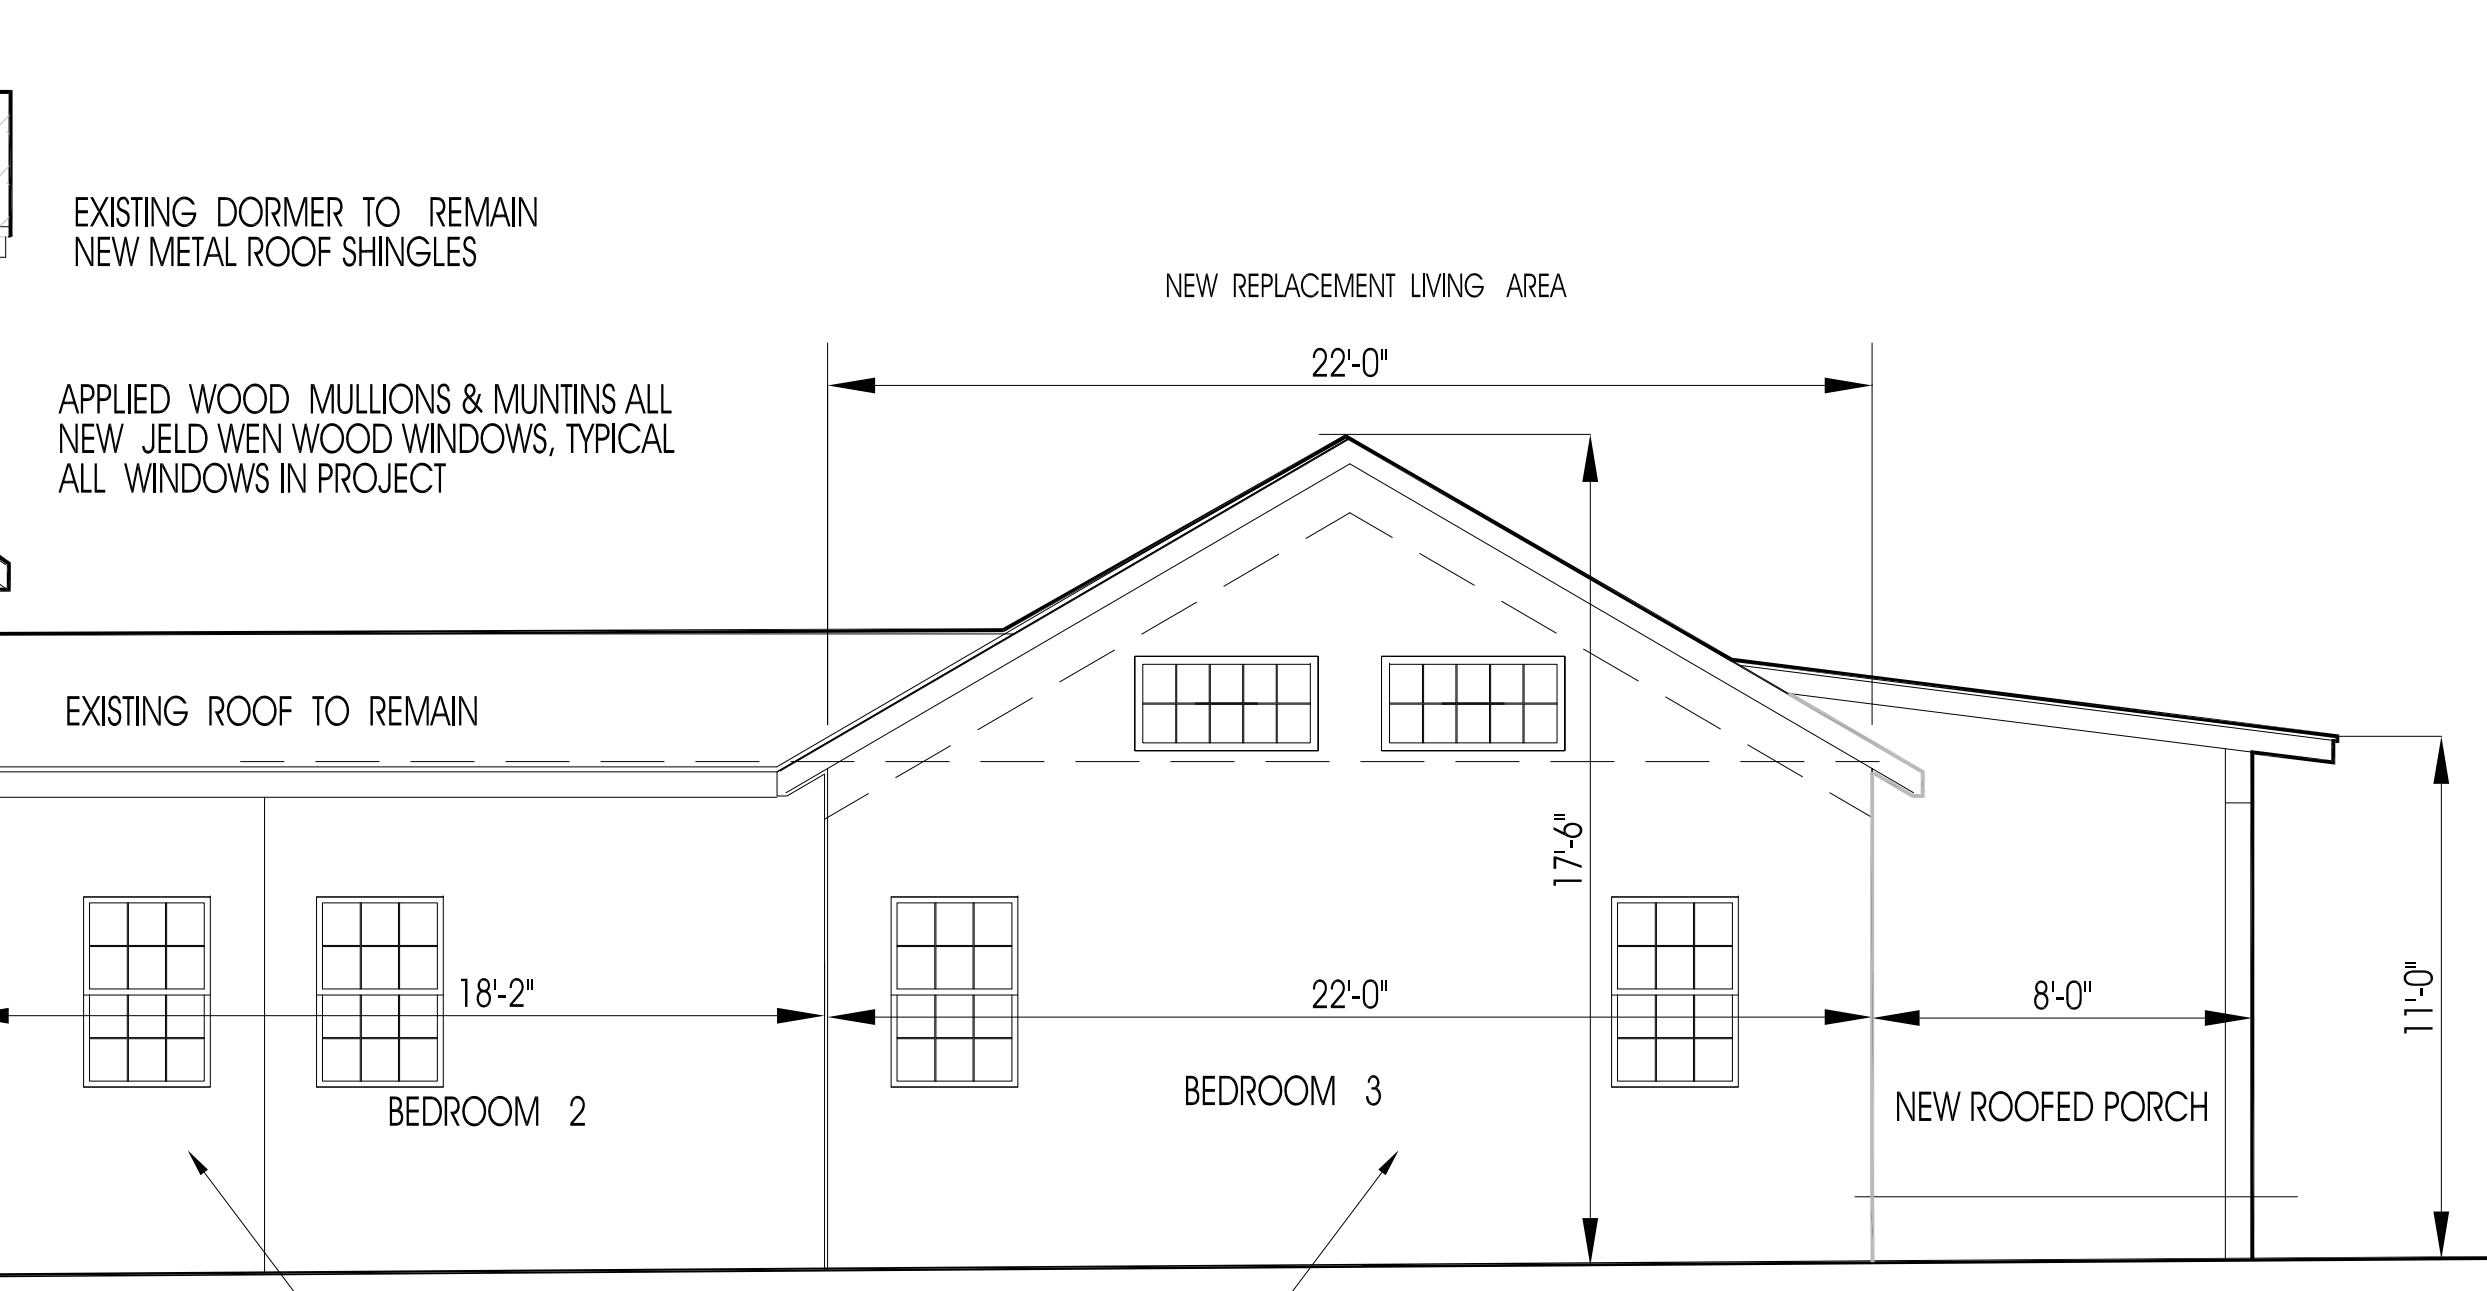 EXISTING DORMER TO REMAIN
NEW METAL ROOF SHINGLES
NEW REPLACEMENT LIVING AREA
22'-0"
APPLIED WOOD MULLIONS & MUNTINS ALL
NEW JELD WEN WOOD WINDOWS, TYPICAL
ALL WINDOWS IN PROJECT
EXISTING ROOF TO REMAIN
17'-6"
18'-2"
22'-0"
8'-0"
11'-0"
BEDROOM 2
BEDROOM 3
NEW ROOFED PORCH